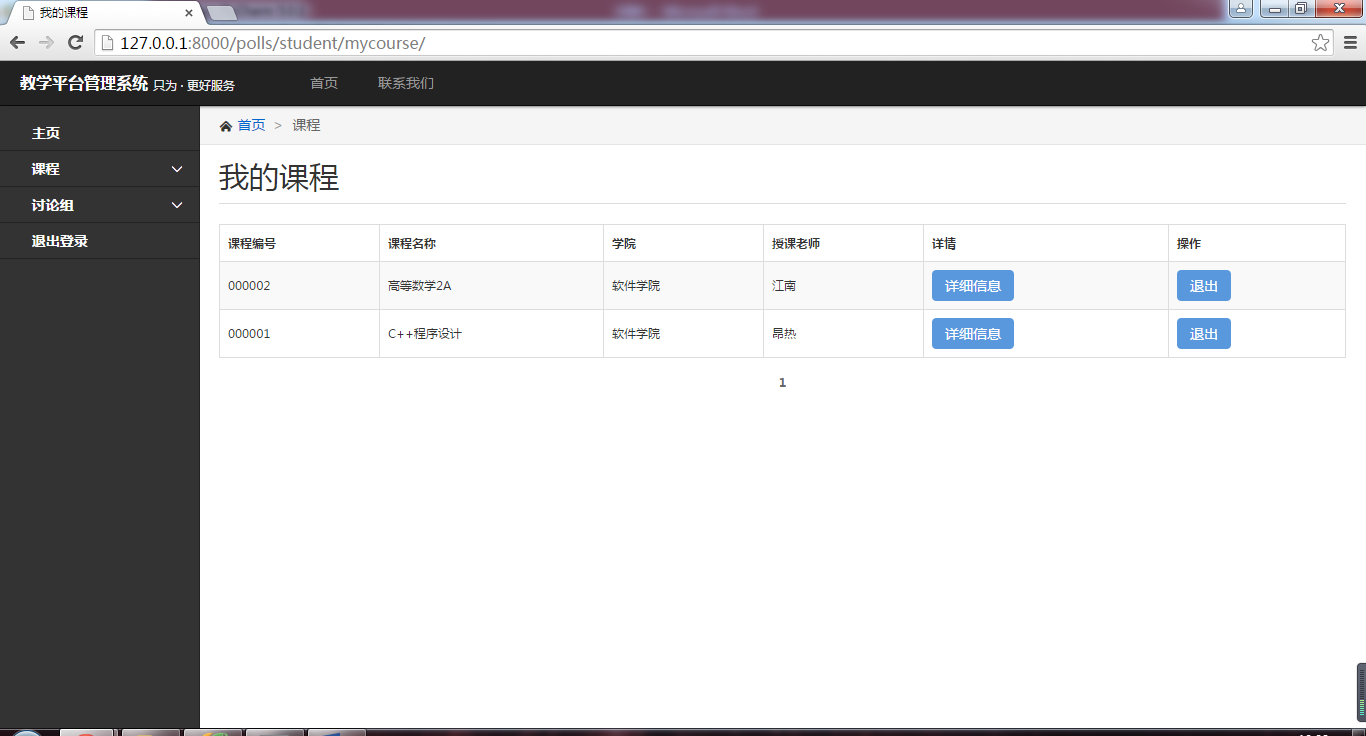 我的课程
127.0.0.1:8000/polls/student/mycourse/
教学平台管理系统 只为 · 更好服务 首页 联系我们
主页
课程
讨论组
退出登录
首页 > 课程
我的课程
课程编号 课程名称 学院 授课老师 详情 操作
000002 高等数学2A 软件学院 江南 详细信息 退出
000001 C++程序设计 软件学院 昂热 详细信息 退出
1